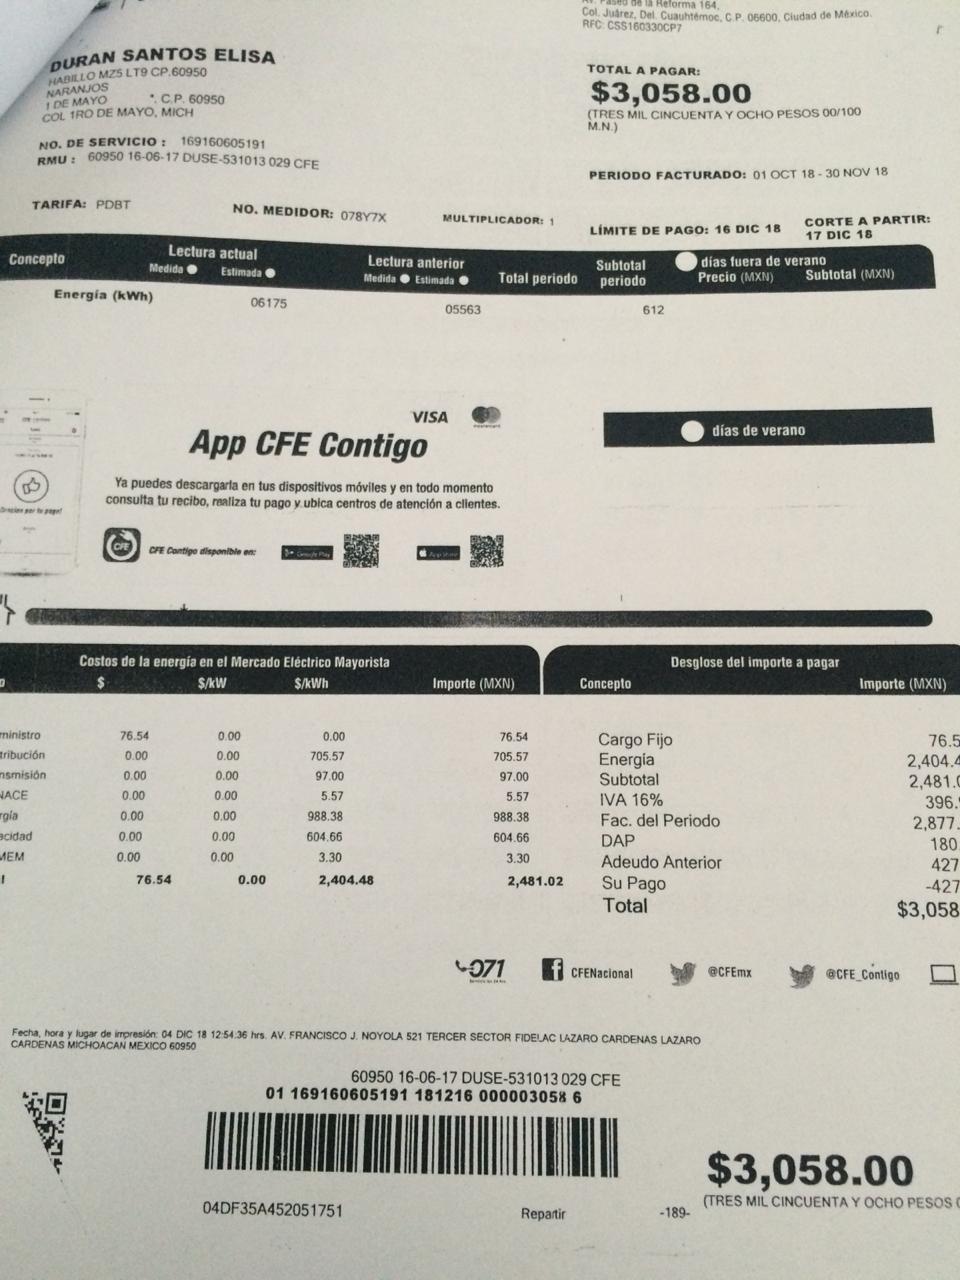 Av. Paseo de la Reforma 164,
Col. Juárez, Del. Cuauhtémoc, C.P. 06600, Ciudad de México.
RFC: CSS160330CP7
DURAN SANTOS ELISA
HABILLO MZ5 LT9 CP.60950
NARANJOS
1 DE MAYO *. C.P. 60950
COL 1RO DE MAYO, MICH
NO. DE SERVICIO : 169160605191
RMU : 60950 16-06-17 DUSE-531013 029 CFE
TOTAL A PAGAR:
$3,058.00
(TRES MIL CINCUENTA Y OCHO PESOS 00/100
M.N.)
PERIODO FACTURADO: 01 OCT 18 - 30 NOV 18
TARIFA: PDBT NO. MEDIDOR: 078Y7X MULTIPLICADOR: 1
LÍMITE DE PAGO: 16 DIC 18 CORTE A PARTIR:
17 DIC 18
Concepto Lectura actual Lectura anterior Total periodo Subtotal periodo días fuera de verano
Medida Estimada Medida Estimada Precio (MXN) Subtotal (MXN)
Energía (kWh) 06175 05563 612
VISA mastercard
App CFE Contigo
Ya puedes descargarla en tus dispositivos móviles y en todo momento
consulta tu recibo, realiza tu pago y ubica centros de atención a clientes.
CFE CFE Contigo disponible en: Google Play App Store
días de verano
Costos de la energía en el Mercado Eléctrico Mayorista
$ $/kW $/kWh Importe (MXN)
ministro 76.54 0.00 0.00 76.54
tribución 0.00 0.00 705.57 705.57
nsmisión 0.00 0.00 97.00 97.00
NACE 0.00 0.00 5.57 5.57
rgía 0.00 0.00 988.38 988.38
acidad 0.00 0.00 604.66 604.66
MEM 0.00 0.00 3.30 3.30
l 76.54 0.00 2,404.48 2,481.02
Desglose del importe a pagar
Concepto Importe (MXN)
Cargo Fijo 76.5
Energía 2,404.4
Subtotal 2,481.0
IVA 16% 396.
Fac. del Periodo 2,877.
DAP 180
Adeudo Anterior 427
Su Pago -427
Total $3,058
071 CFENacional @CFEmx @CFE_Contigo
Fecha, hora y lugar de impresión: 04 DIC 18 12:54:36 hrs. AV. FRANCISCO J. NOYOLA 521 TERCER SECTOR FIDELAC LAZARO CARDENAS LAZARO
CARDENAS MICHOACAN MEXICO 60950
60950 16-06-17 DUSE-531013 029 CFE
01 169160605191 181216 000003058 6
04DF35A452051751 Repartir -189-
$3,058.00
(TRES MIL CINCUENTA Y OCHO PESOS